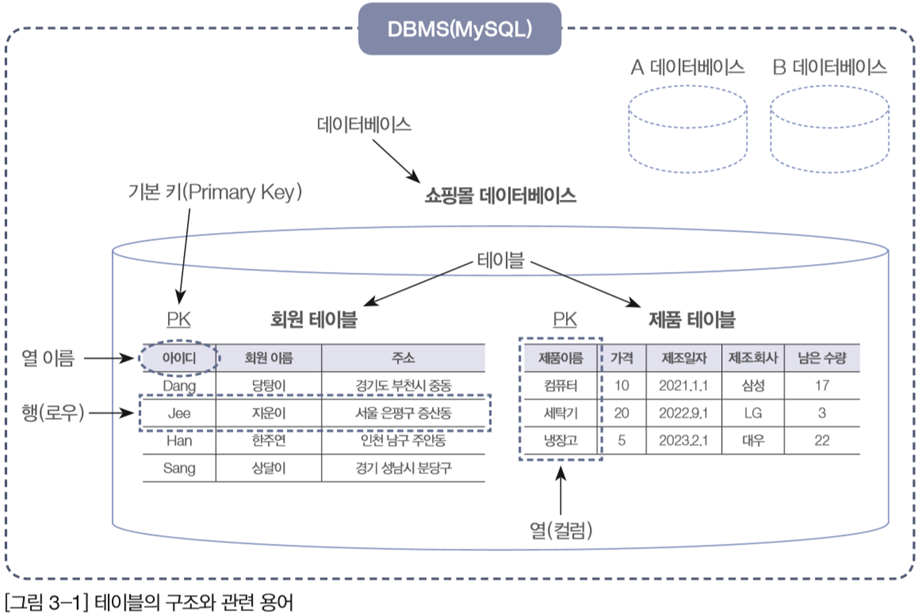 DBMS(MySQL)
A 데이터베이스 B 데이터베이스
데이터베이스
기본 키(Primary Key)
쇼핑몰 데이터베이스
테이블
PK 회원 테이블 PK 제품 테이블
열 이름
아이디 회원 이름 주소
Dang 당탕이 경기도 부천시 중동
행(로우)
Jee 지운이 서울 은평구 증산동
Han 한주연 인천 남구 주안동
Sang 상달이 경기 성남시 분당구
제품이름 가격 제조일자 제조회사 남은 수량
컴퓨터 10 2021.1.1 삼성 17
세탁기 20 2022.9.1 LG 3
냉장고 5 2023.2.1 대우 22
열(컬럼)
[그림 3-1] 테이블의 구조와 관련 용어